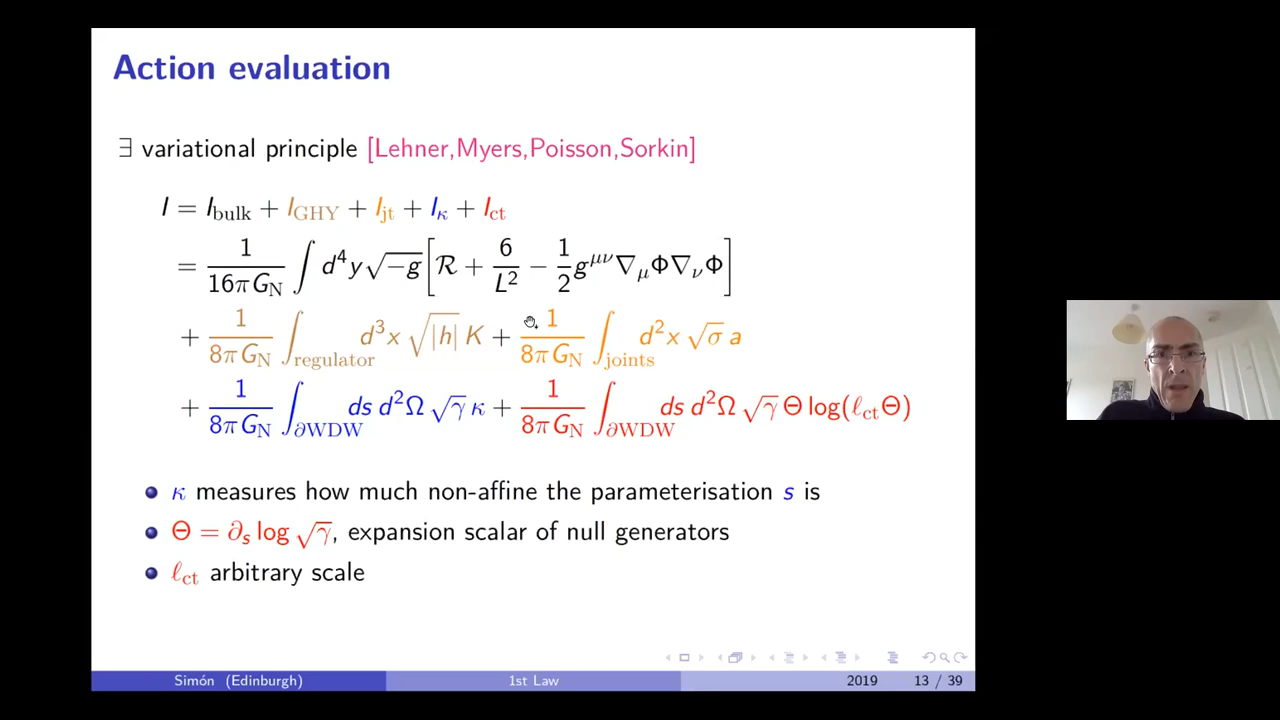 Action evaluation
∃ variational principle [Lehner,Myers,Poisson,Sorkin]
I = I_bulk + I_GHY + I_jt + I_κ + I_ct
= 1/(16πG_N) ∫ d⁴y √−g [ ℛ + 6/L² − 1/2 g^{μν} ∇_μ Φ ∇_ν Φ ]
+ 1/(8πG_N) ∫_regulator d³x √|h| K + 1/(8πG_N) ∫_joints d²x √σ a
+ 1/(8πG_N) ∫_∂WDW ds d²Ω √γ κ + 1/(8πG_N) ∫_∂WDW ds d²Ω √γ Θ log(ℓ_ct Θ)
κ measures how much non-affine the parameterisation s is
Θ = ∂_s log √γ, expansion scalar of null generators
ℓ_ct arbitrary scale
Simón (Edinburgh) 1st Law 2019 13 / 39